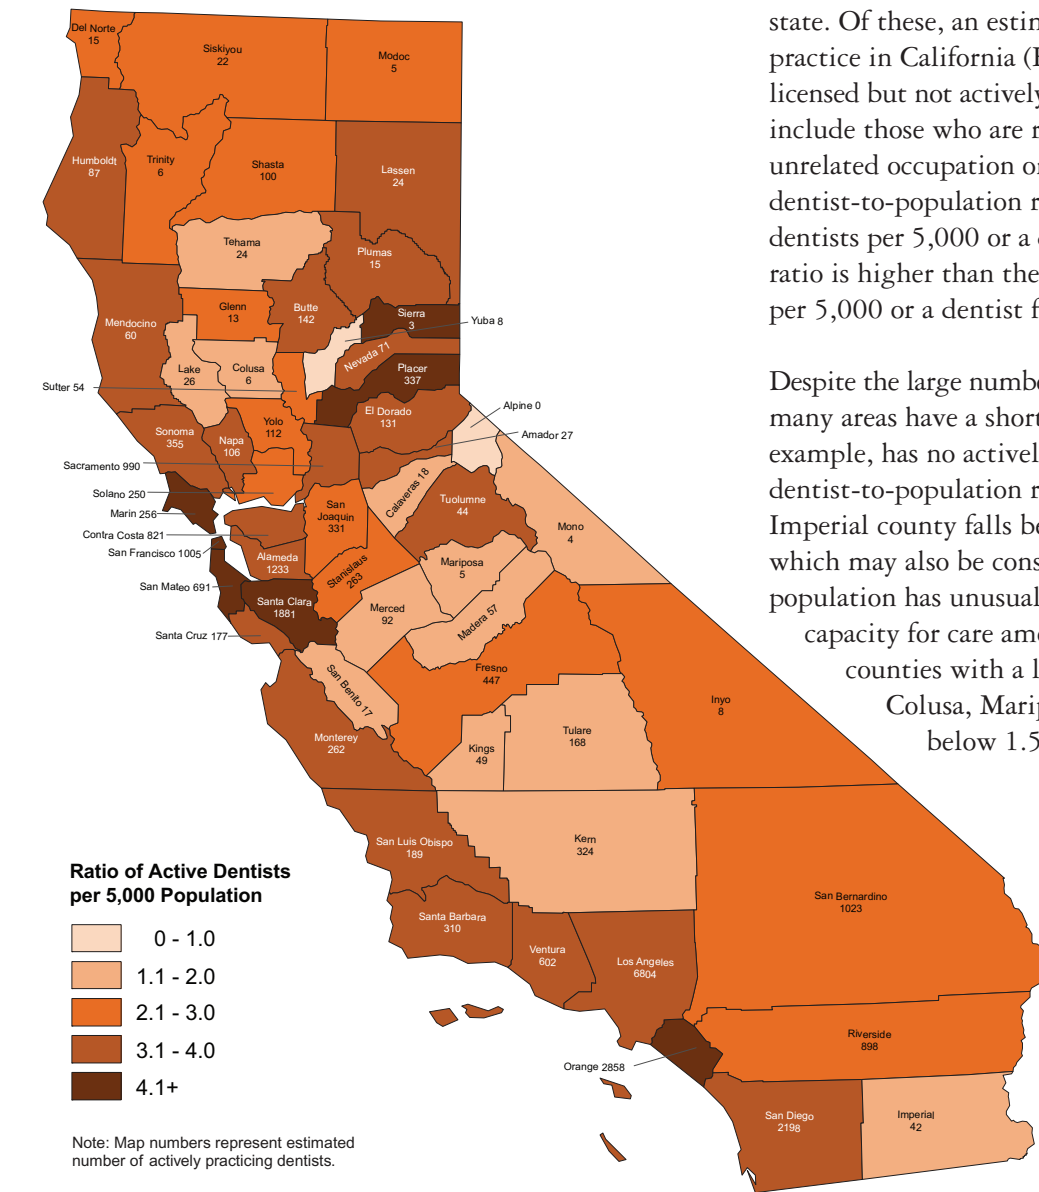 Del Norte
15
Siskiyou
22
Modoc
5
Humboldt
87
Trinity
6
Shasta
100
Lassen
24
Tehama
24
Plumas
15
Mendocino
60
Glenn
13
Butte
142
Sierra
3
Yuba 8
Nevada 71
Lake
26
Colusa
6
Placer
337
Sutter 54
Alpine 0
El Dorado
131
Amador 27
Sonoma
355
Napa
106
Yolo
112
Sacramento 990
Calaveras 18
Tuolumne
44
Solano 250
Marin 256
San
Joaquin
331
Mono
4
Contra Costa 821
San Francisco 1005
Alameda
1233
Stanislaus
263
Mariposa
5
San Mateo 691
Santa Clara
1881
Merced
92
Madera 57
Santa Cruz 177
San Benito 17
Fresno
447
Inyo
8
Monterey
262
Kings
49
Tulare
168
San Luis Obispo
189
Kern
324
San Bernardino
1023
Santa Barbara
310
Ventura
602
Los Angeles
6804
Riverside
898
Orange 2858
San Diego
2198
Imperial
42
Ratio of Active Dentists
per 5,000 Population
0 - 1.0
1.1 - 2.0
2.1 - 3.0
3.1 - 4.0
4.1+
Note: Map numbers represent estimated
number of actively practicing dentists.
state. Of these, an estim
practice in California (
licensed but not actively
include those who are r
unrelated occupation o
dentist-to-population r
dentists per 5,000 or a
ratio is higher than the
per 5,000 or a dentist f
Despite the large numbe
many areas have a short
example, has no activel
dentist-to-population r
Imperial county falls be
which may also be cons
population has unusual
capacity for care am
counties with a l
Colusa, Marip
below 1.5